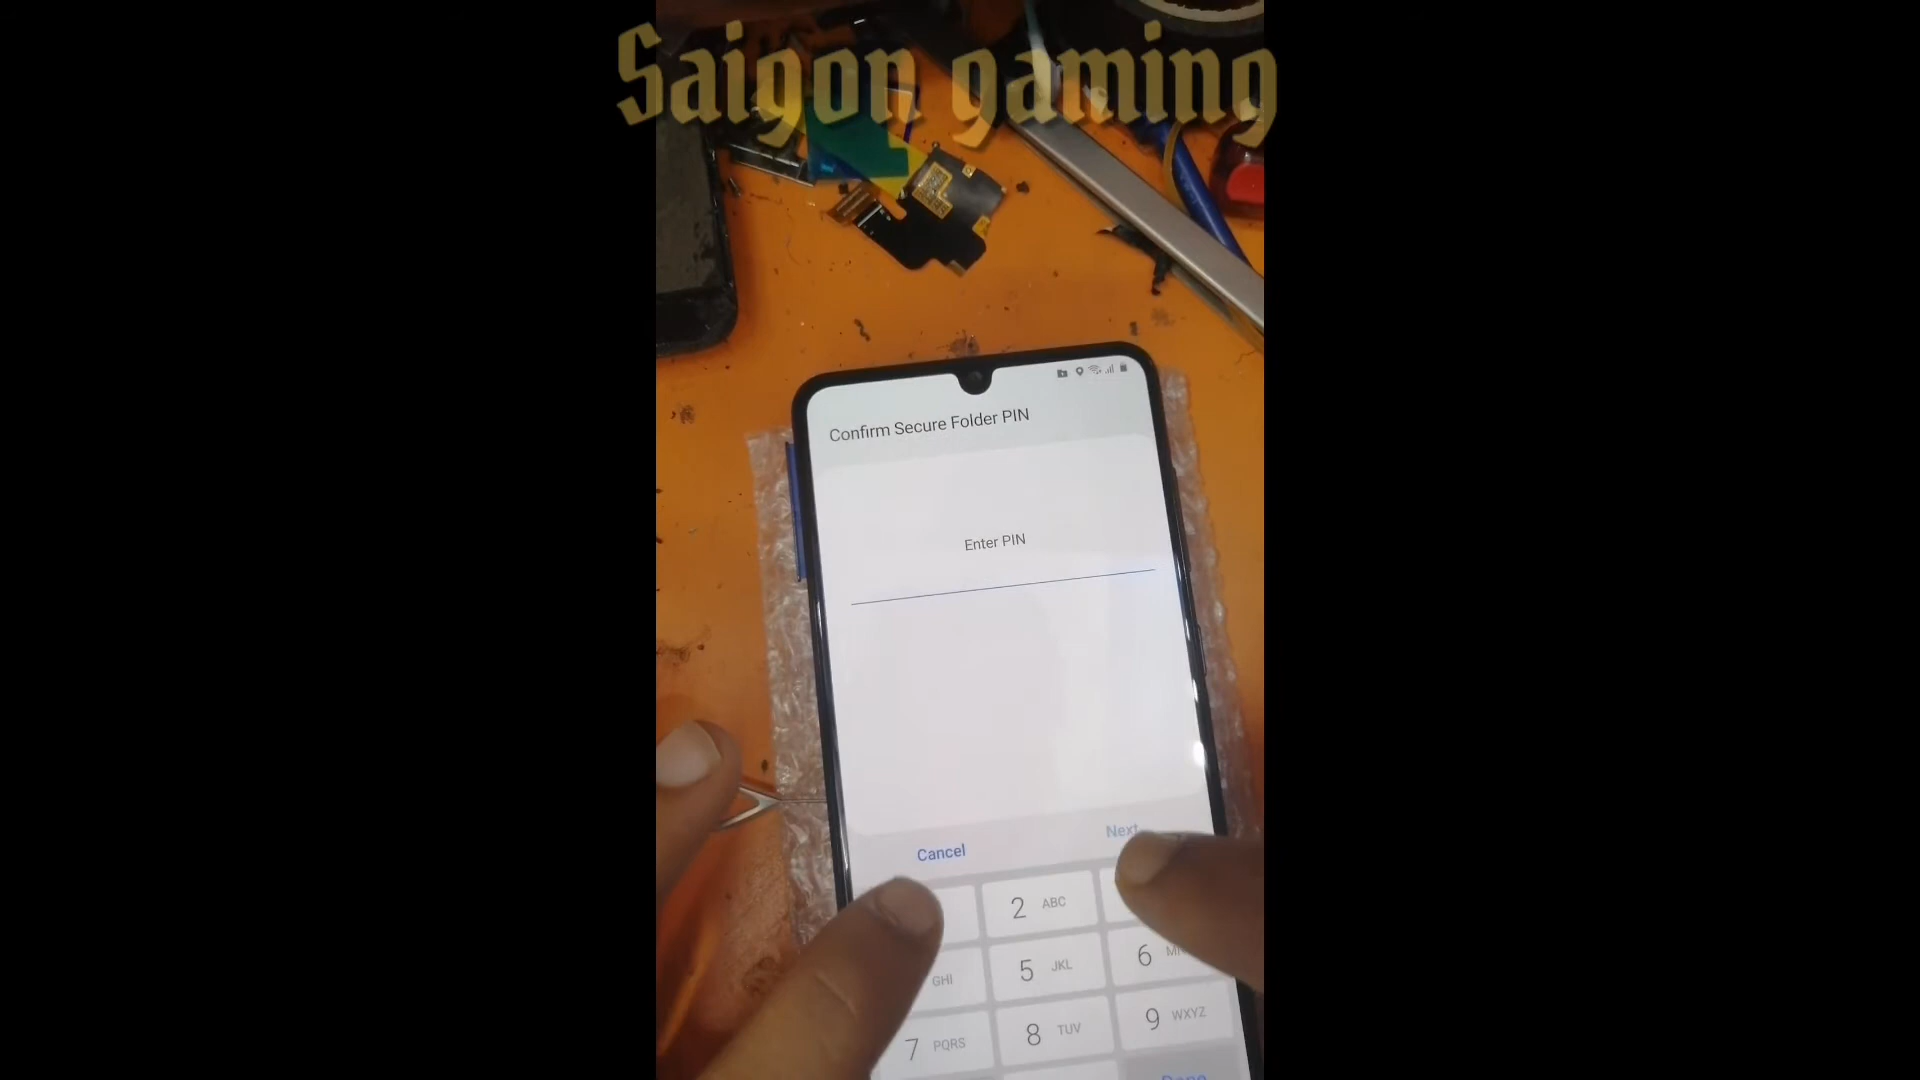 Saigon gaming
Confirm Secure Folder PIN
Enter PIN
Cancel
Next
2 ABC
GHI
5 JKL
6
7 PQRS
8 TUV
9 WXYZ